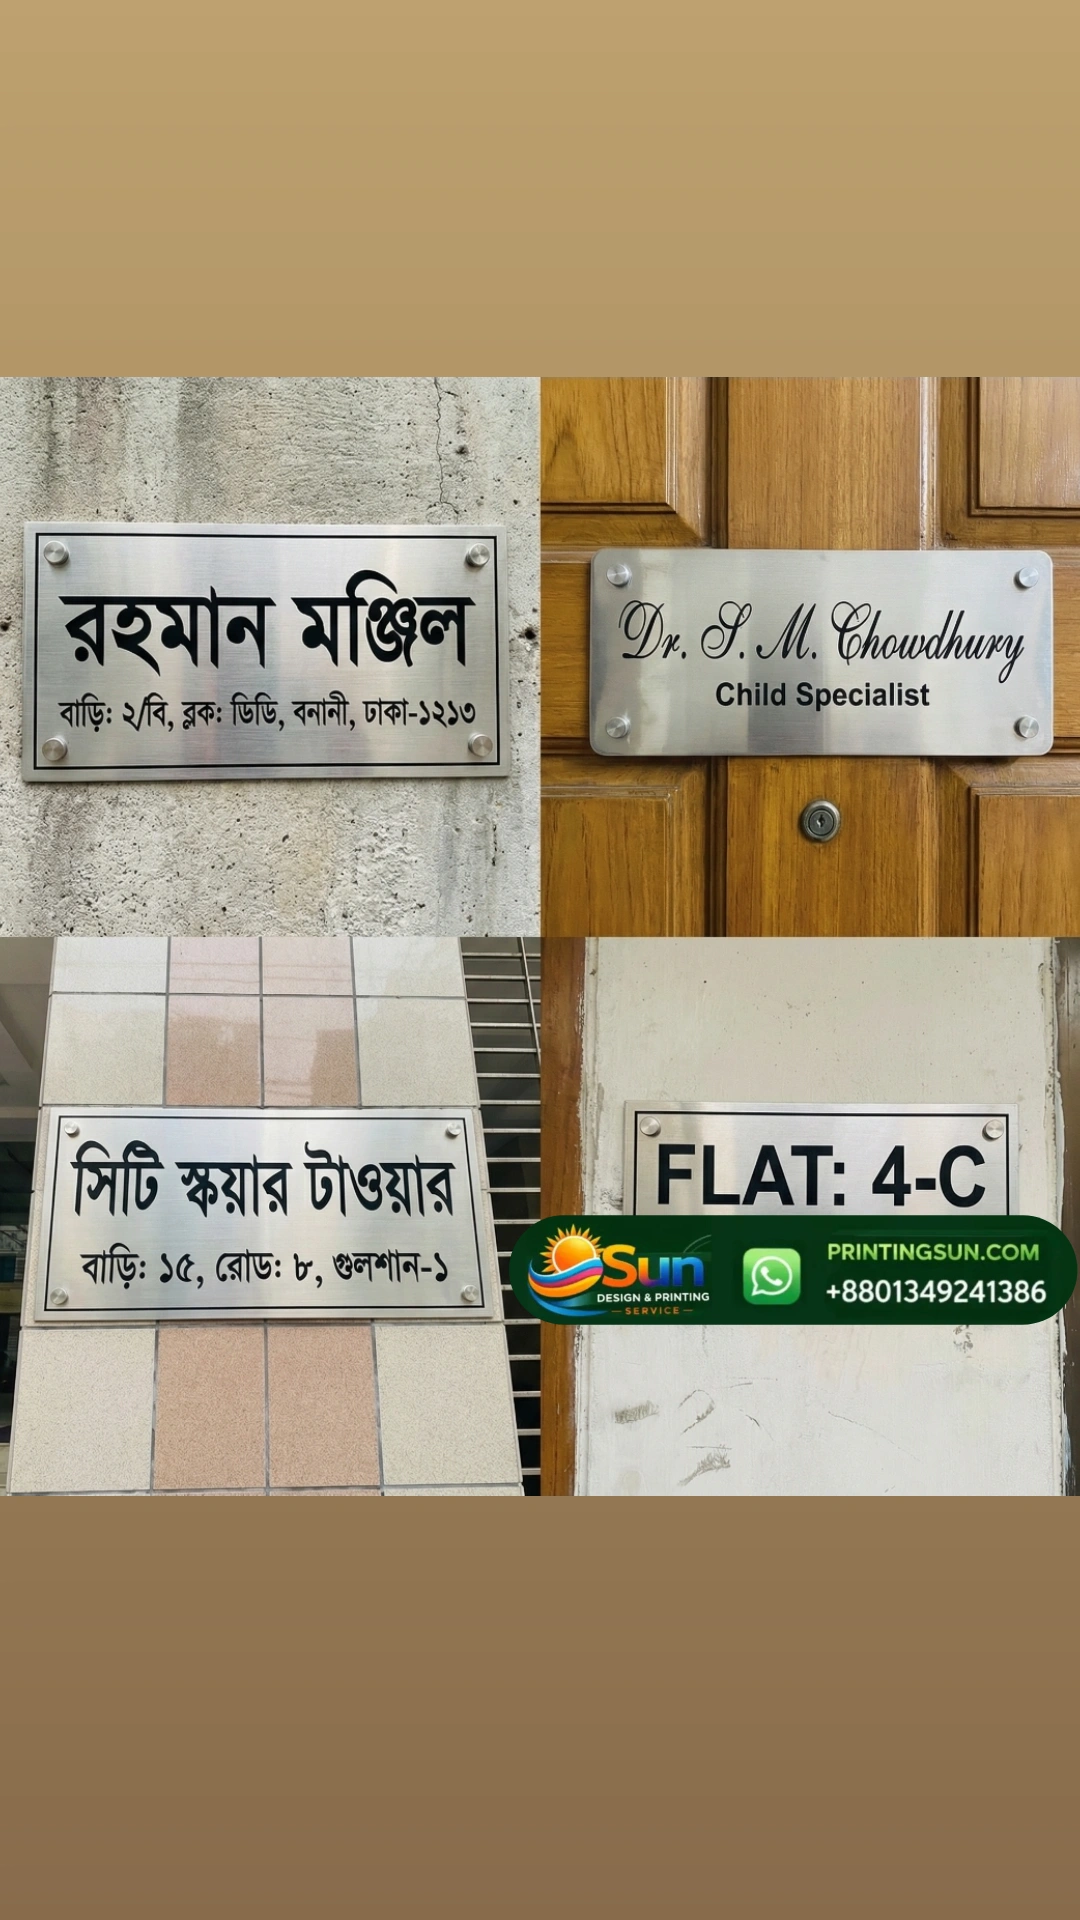 রহমান মঞ্জিল
বাড়ি: ২/বি, ব্লক: ডিডি, বনানী, ঢাকা-১২১৩
Dr. S. M. Chowdhury
Child Specialist
সিটি স্কয়ার টাওয়ার
বাড়ি: ১৫, রোড: ৮, গুলশান-১
FLAT: 4-C
Sun
DESIGN & PRINTING
SERVICE
PRINTINGSUN.COM
+8801349241386